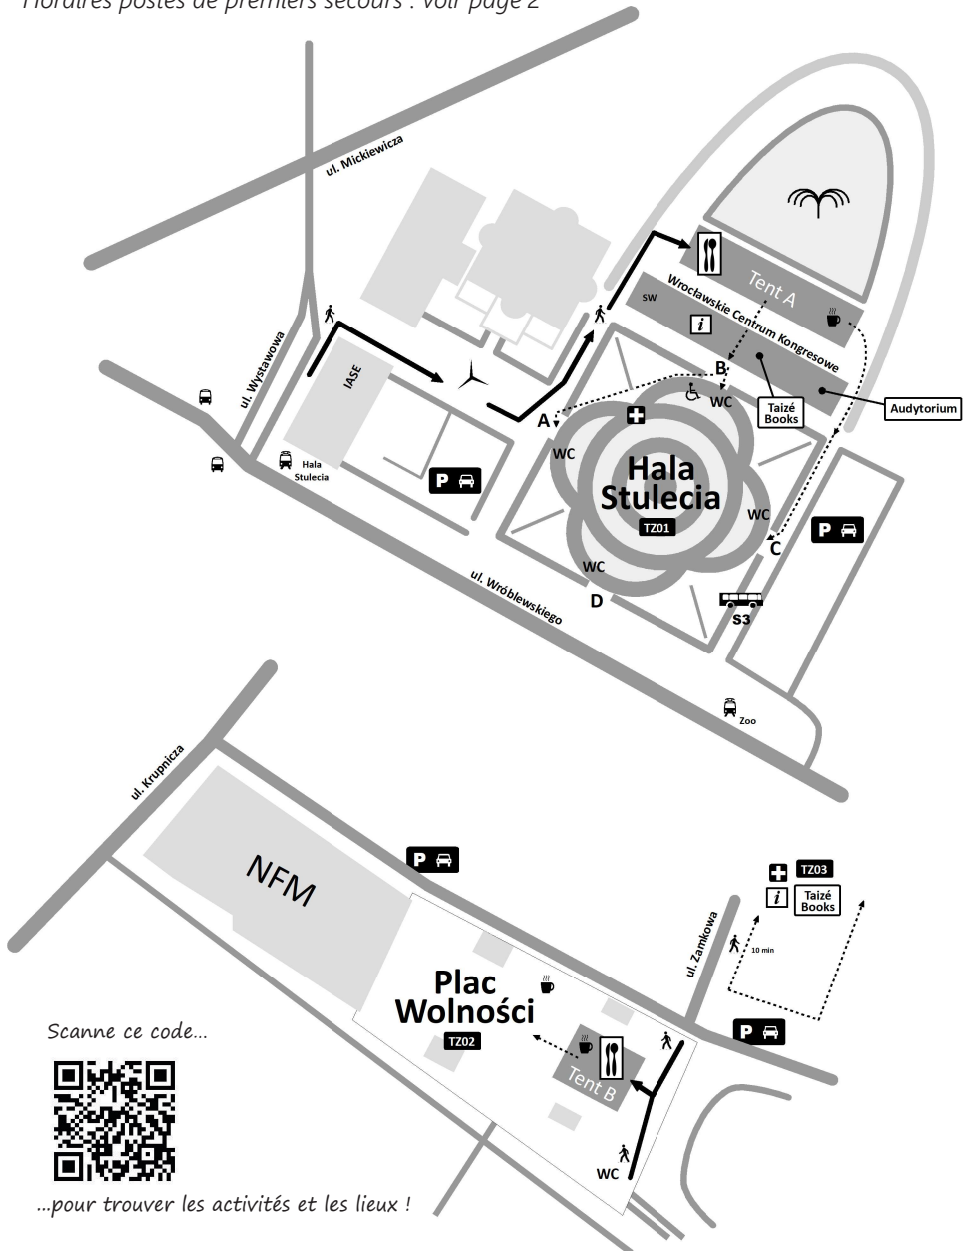 Horaires postes de premiers secours : voir page 2
ul. Mickiewicza
Tent A
Wrocławskie Centrum Kongresowe
sw
i
IASE
ul. Wystawowa
B
WC
Taizé
Books
Audytorium
A
WC
Hala
Stulecia
P
Hala
Stulecia
TZ01
WC
P
C
WC
D
ul. Wróblewskiego
S3
Zoo
ul. Krupnicza
NFM
P
TZ03
i
Taizé
Books
ul. Zamkowa
10 min
Plac
Wolności
TZ02
P
Tent B
WC
Scanne ce code...
...pour trouver les activités et les lieux !